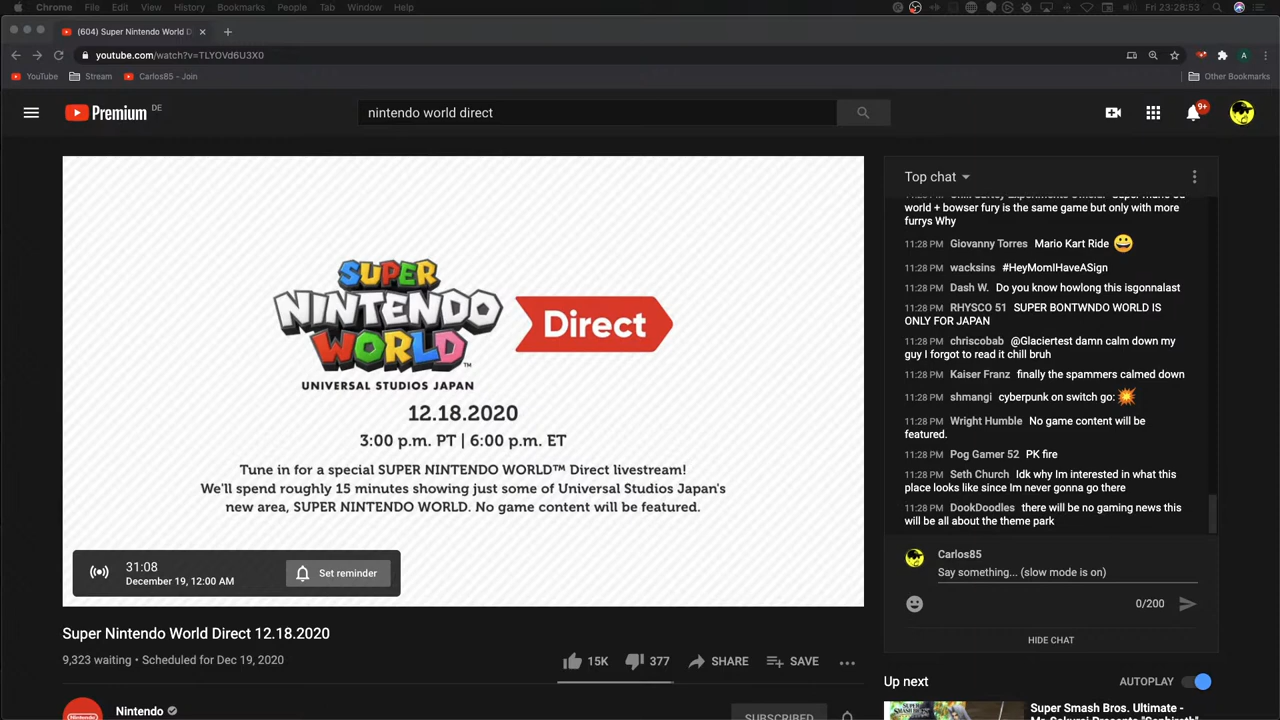 Chrome File Edit View History Bookmarks People Tab Window Help Fri 23:28:53
(604) Super Nintendo World D
youtube.com/watch?v=TLYOVd6U3X0
YouTube Stream Carlos85 - Join Other Bookmarks
Premium DE
nintendo world direct
9+
SUPER
NINTENDO
WORLD™
UNIVERSAL STUDIOS JAPAN
Direct
12.18.2020
3:00 p.m. PT | 6:00 p.m. ET
Tune in for a special SUPER NINTENDO WORLD™ Direct livestream!
We'll spend roughly 15 minutes showing just some of Universal Studios Japan's
new area, SUPER NINTENDO WORLD. No game content will be featured.
31:08
December 19, 12:00 AM
Set reminder
Super Nintendo World Direct 12.18.2020
9,323 waiting • Scheduled for Dec 19, 2020
15K 377 SHARE SAVE
Nintendo
Nintendo
SUBSCRIBED
Top chat
world + bowser fury is the same game but only with more
furrys Why
11:28 PM Giovanny Torres Mario Kart Ride 😀
11:28 PM wacksins #HeyMomIHaveASign
11:28 PM Dash W. Do you know howlong this isgonnalast
11:28 PM RHYSCO 51 SUPER BONTWNDO WORLD IS
ONLY FOR JAPAN
11:28 PM chriscobab @Glaciertest damn calm down my
guy I forgot to read it chill bruh
11:28 PM Kaiser Franz finally the spammers calmed down
11:28 PM shmangi cyberpunk on switch go: 💥
11:28 PM Wright Humble No game content will be
featured.
11:28 PM Pog Gamer 52 PK fire
11:28 PM Seth Church Idk why Im interested in what this
place looks like since Im never gonna go there
11:28 PM DookDoodles there will be no gaming news this
will be all about the theme park
Carlos85
Say something... (slow mode is on)
0/200
HIDE CHAT
Up next AUTOPLAY
Super Smash Bros. Ultimate -